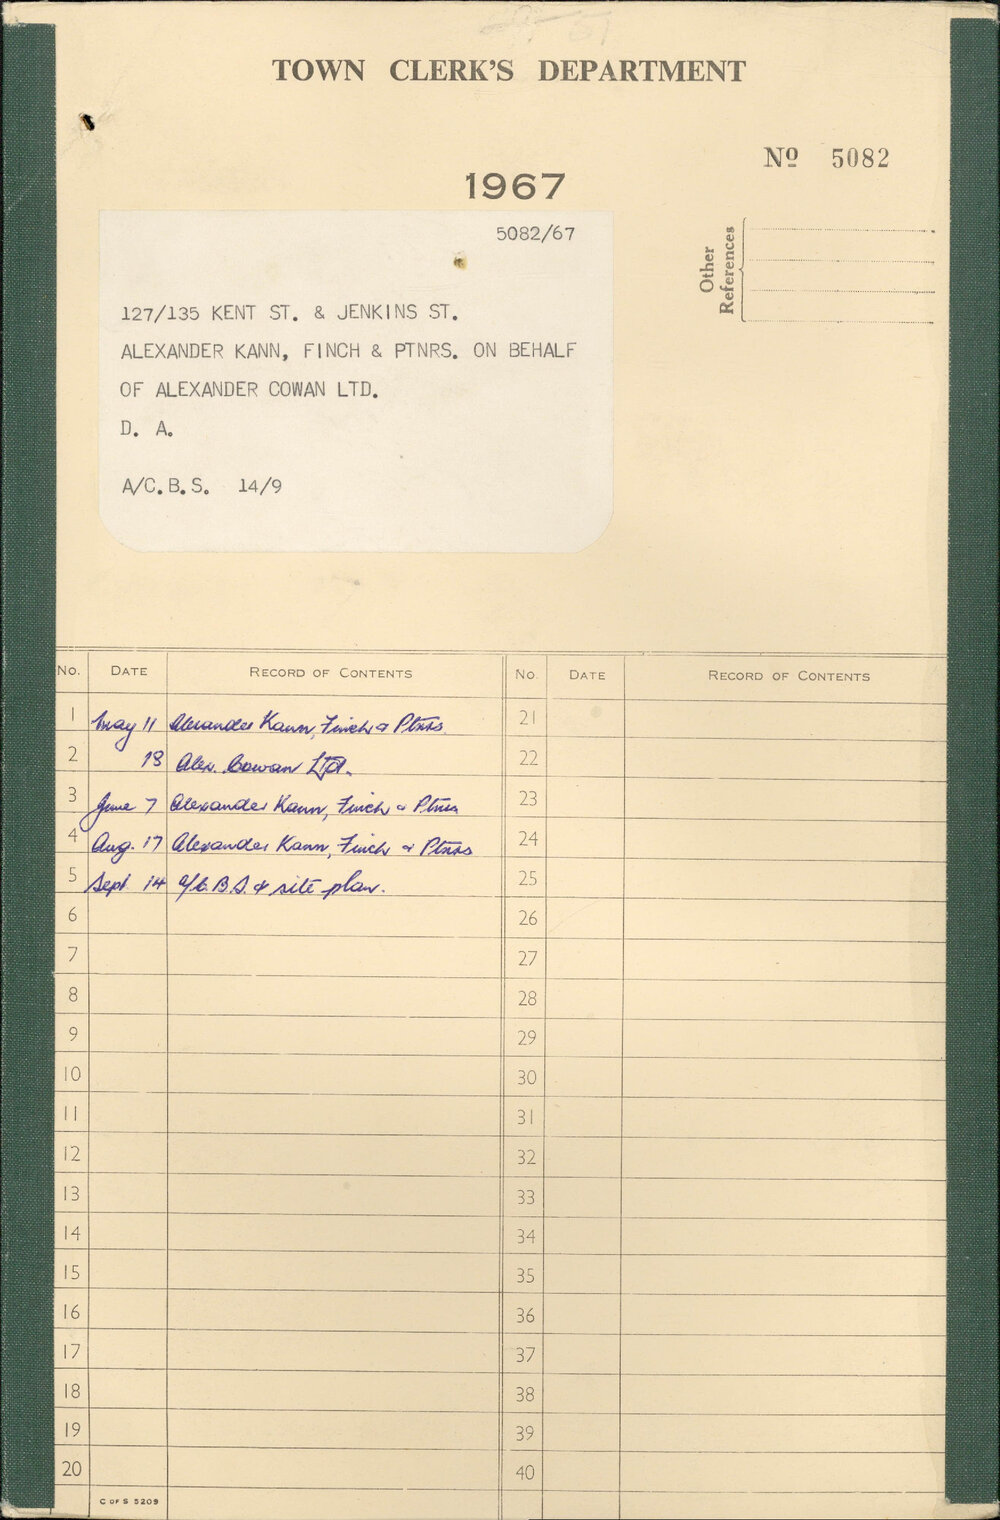 TOWN CLERK'S DEPARTMENT
Nº 5082
1967
Other References
5082/67
127/135 KENT ST. & JENKINS ST.
ALEXANDER KANN, FINCH & PTNRS. ON BEHALF
OF ALEXANDER COWAN LTD.
D. A.
A/C.B.S. 14/9
No. DATE RECORD OF CONTENTS No. DATE RECORD OF CONTENTS
1 May 11 Alexander Kann, Finch & Ptnrs. 21
2 18 Alex. Cowan Ltd. 22
3 June 7 Alexander Kann, Finch & Ptnrs 23
4 Aug. 17 Alexander Kann, Finch & Ptnrs 24
5 Sept 14 A/C.B.S. & site plan. 25
6 26
7 27
8 28
9 29
10 30
11 31
12 32
13 33
14 34
15 35
16 36
17 37
18 38
19 39
20 40
C OF S 5209